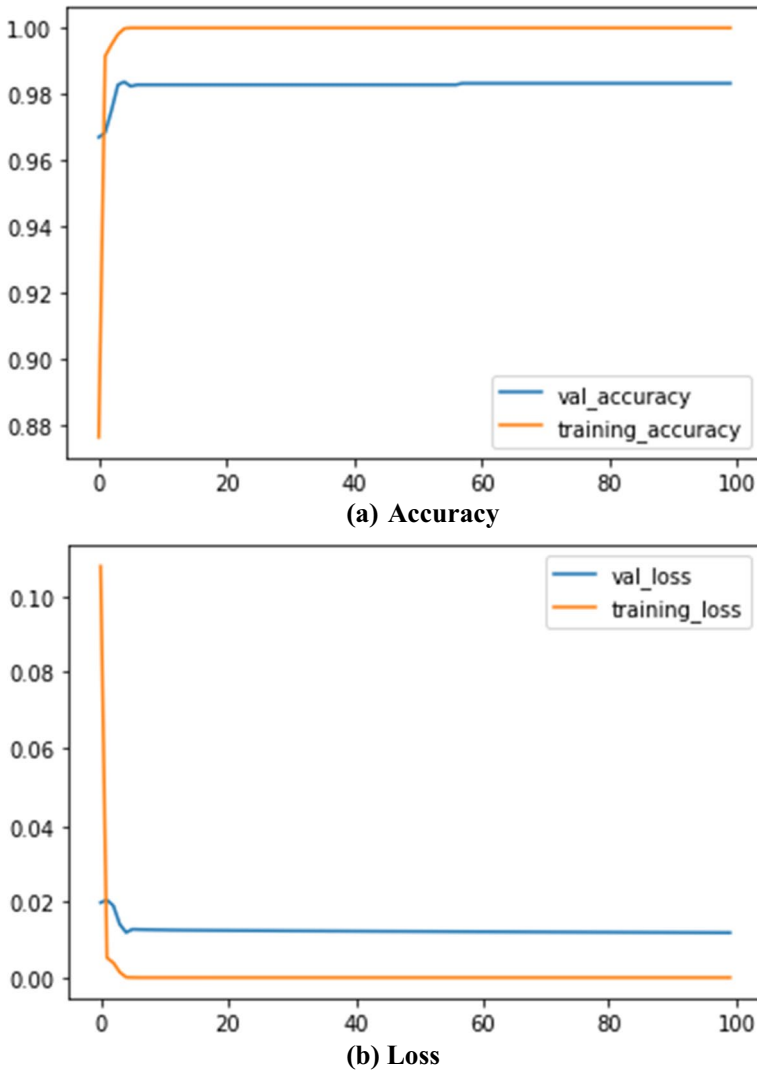 1.00
0.98
0.96
0.94
0.92
0.90
0.88
val_accuracy
training_accuracy
0 20 40 60 80 100
(a) Accuracy
val_loss
training_loss
0.10
0.08
0.06
0.04
0.02
0.00
0 20 40 60 80 100
(b) Loss